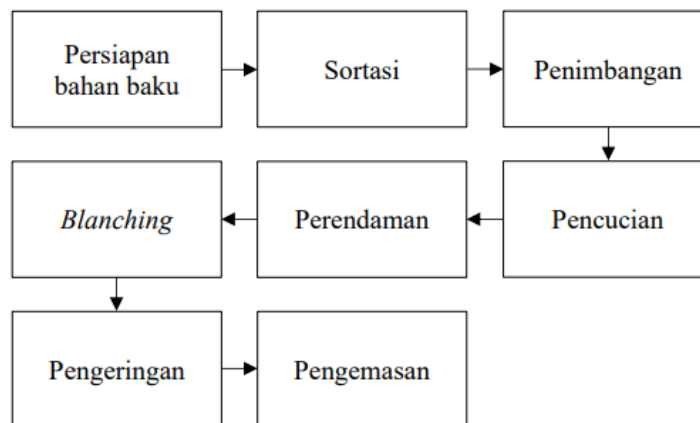 Persiapan
bahan baku
Sortasi
Penimbangan
Pencucian
Perendaman
Blanching
Pengeringan
Pengemasan